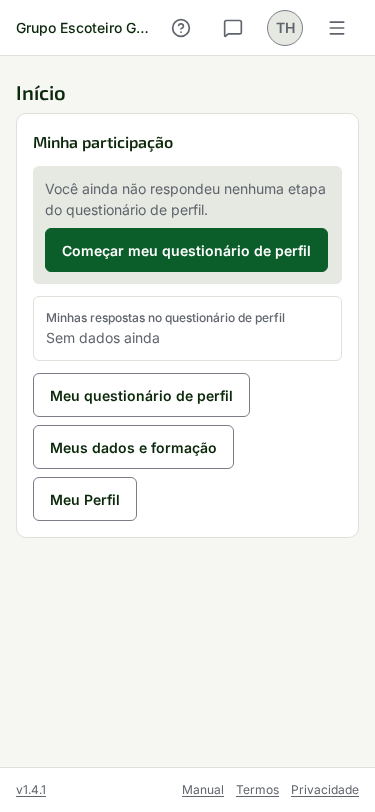 Grupo Escoteiro G...
TH
Início
Minha participação
Você ainda não respondeu nenhuma etapa
do questionário de perfil.
Começar meu questionário de perfil
Minhas respostas no questionário de perfil
Sem dados ainda
Meu questionário de perfil
Meus dados e formação
Meu Perfil
v1.4.1 Manual Termos Privacidade